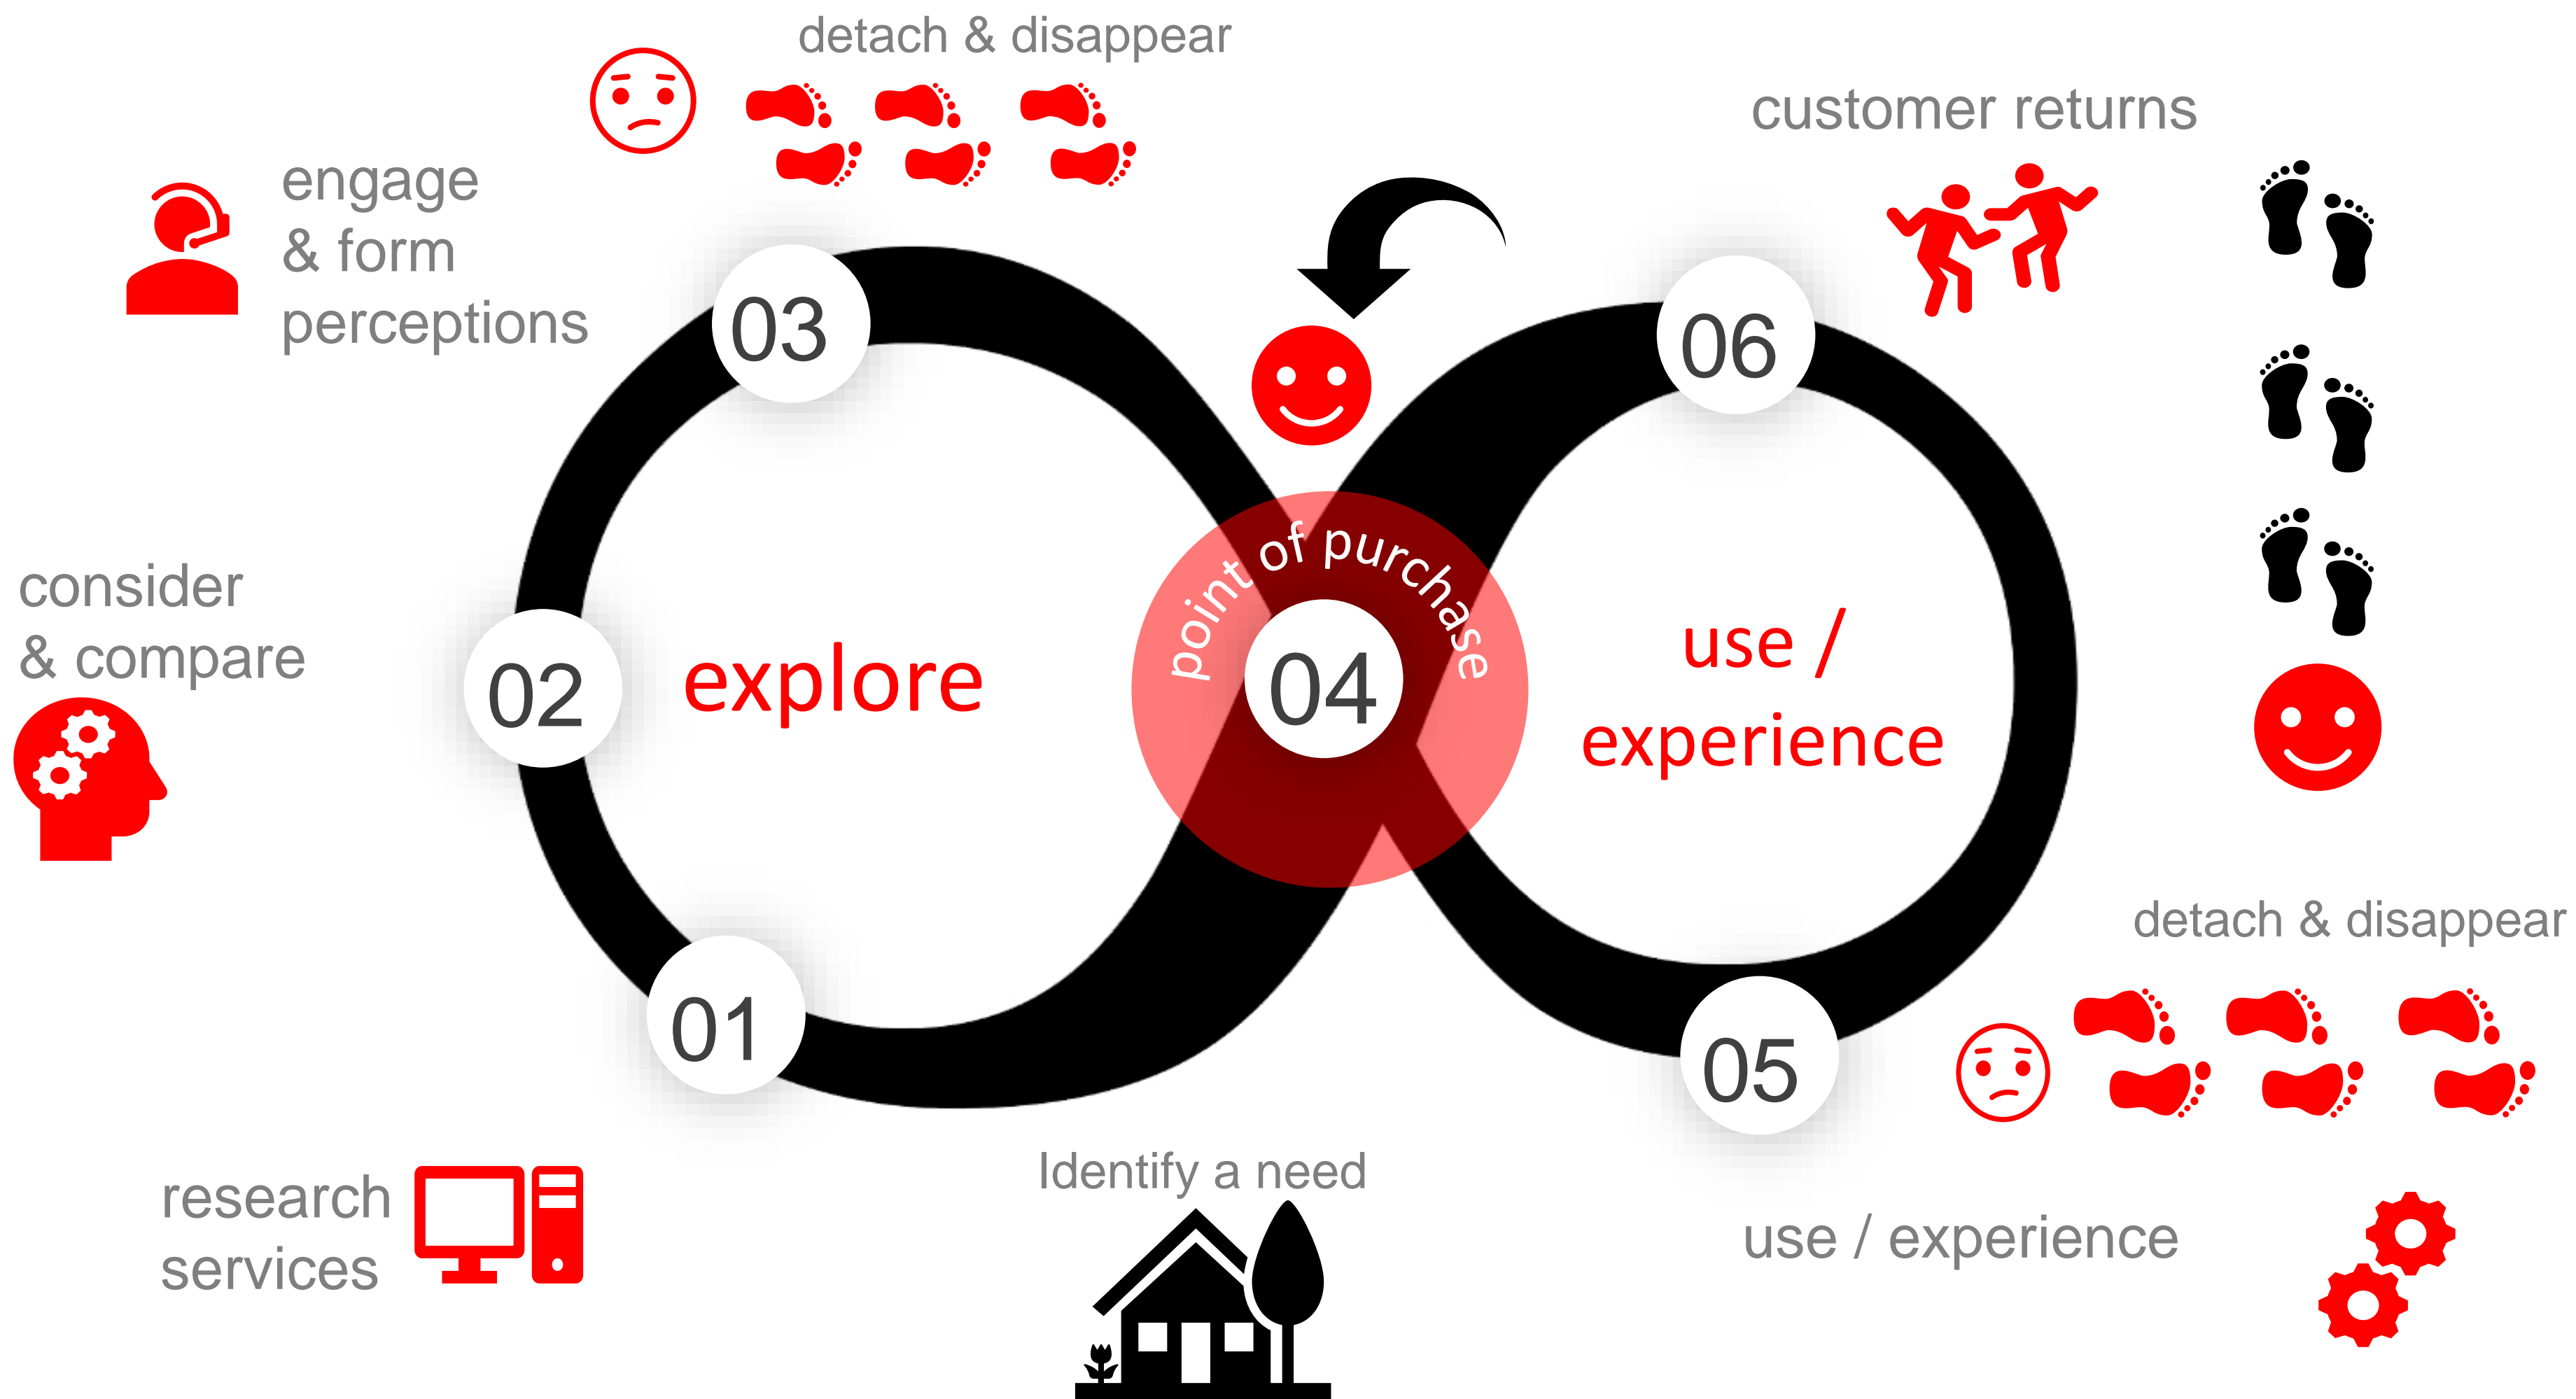 detach & disappear
customer returns
engage
& form
perceptions
03
06
consider
& compare
02
explore
point of purchase
04
use /
experience
detach & disappear
01
05
research
services
Identify a need
use / experience